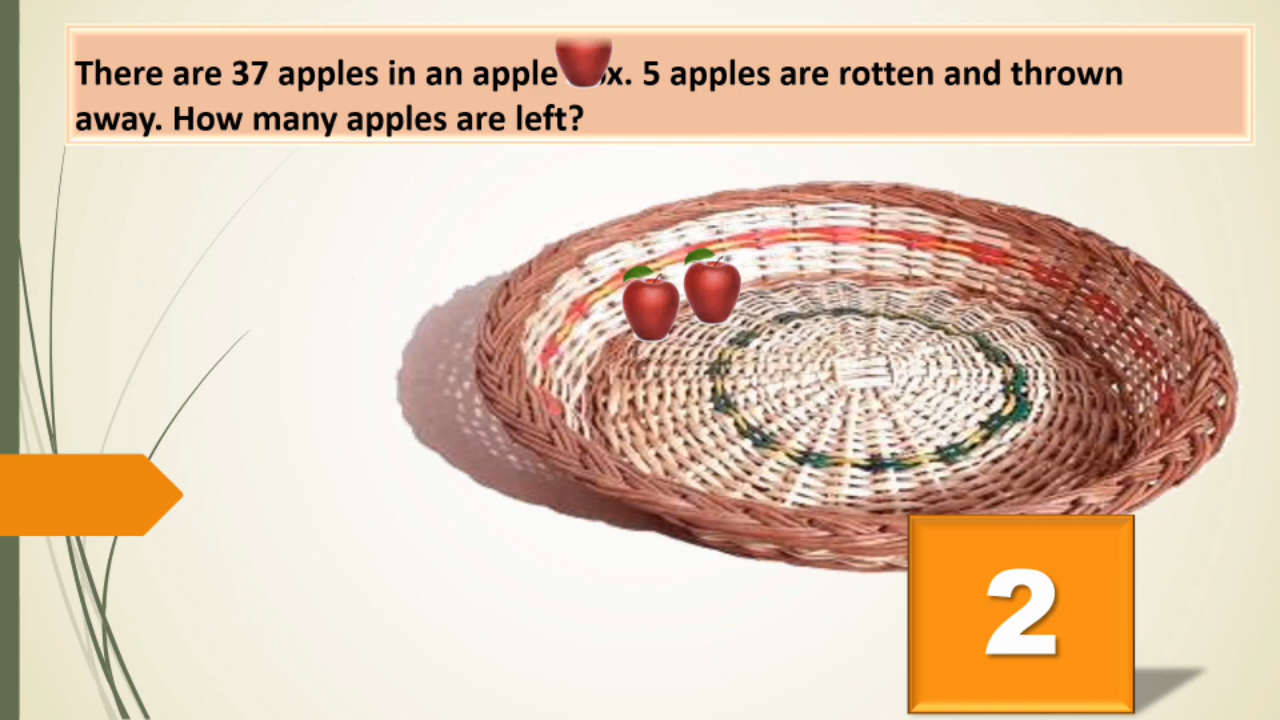 There are 37 apples in an apple x. 5 apples are rotten and thrown
away. How many apples are left?
2